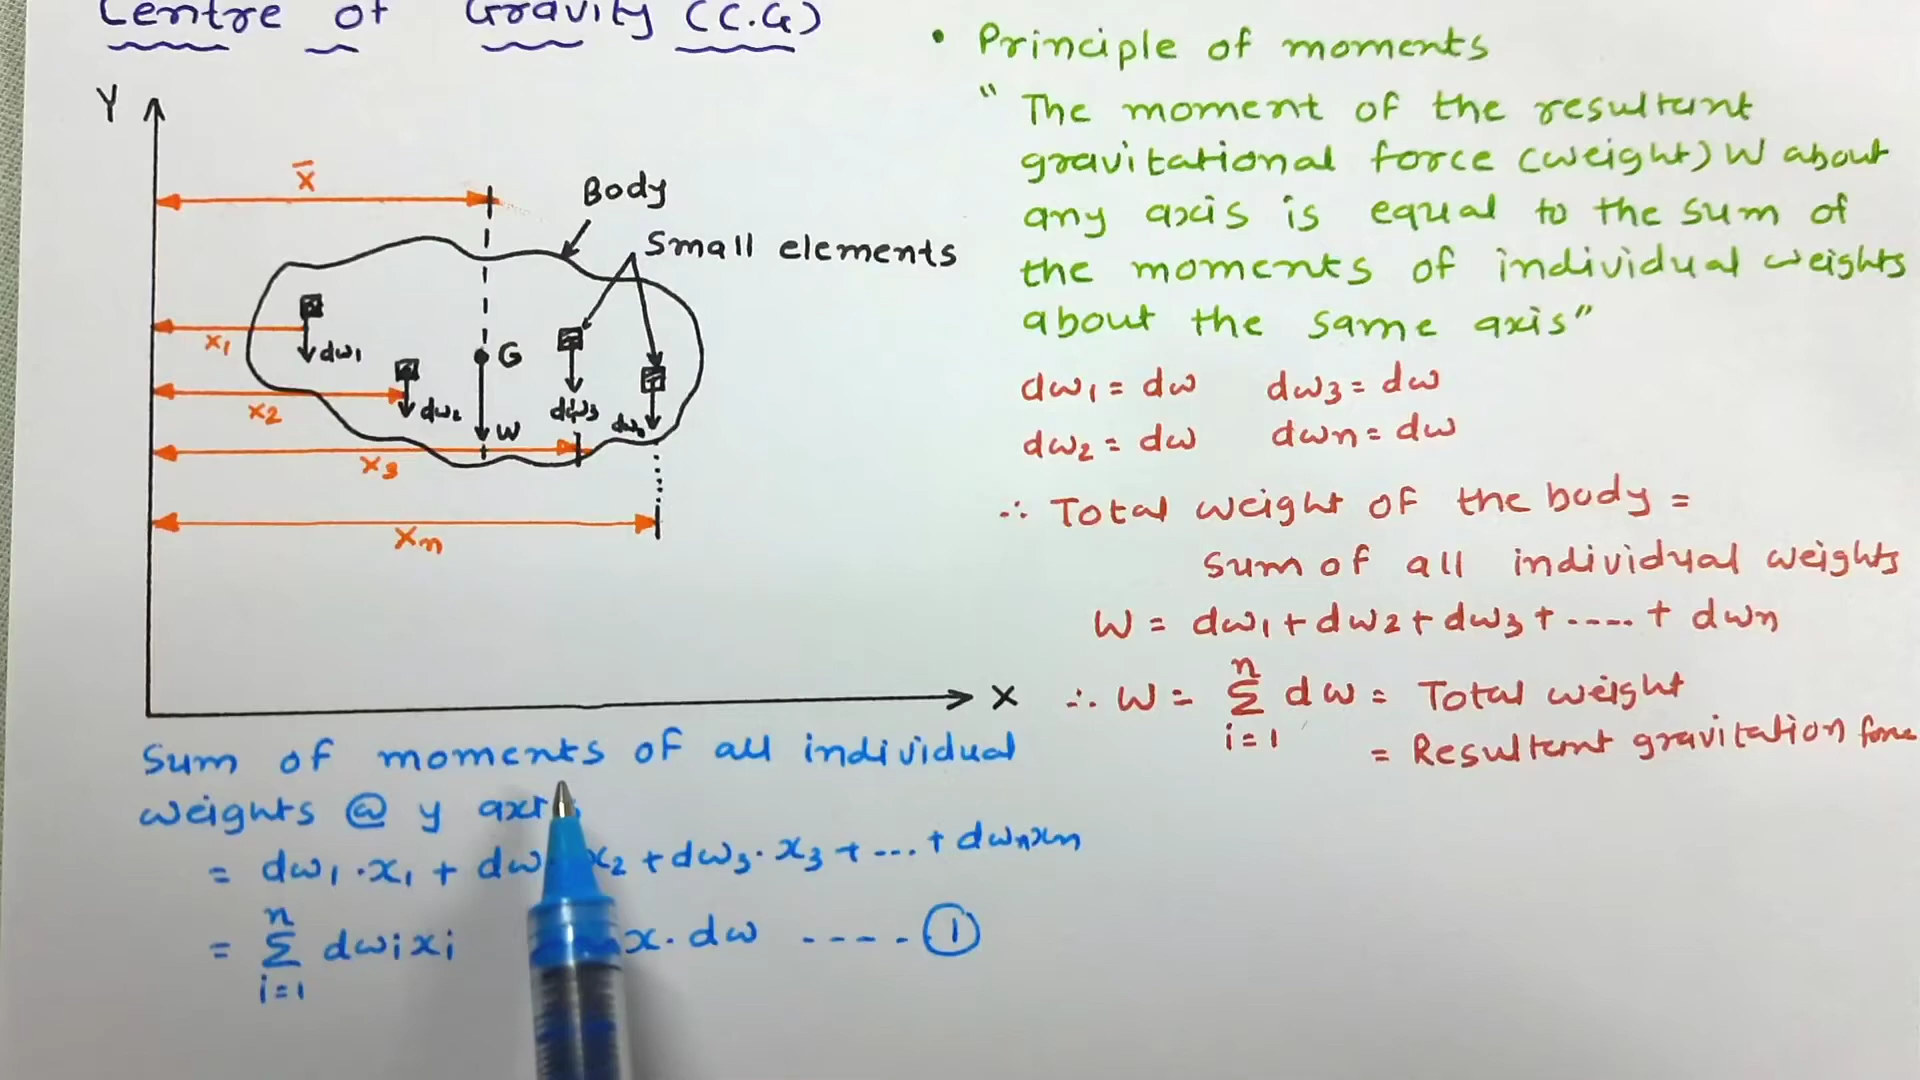 Centre of Gravity (C.G)
Y
x̄
Body
Small elements
x1
dw1
G
x2
dw2
dw3
dwn
W
x3
xn
X
Sum of moments of all individual
weights @ y axis
= dw1.x1 + dw x2 + dw3.x3 + ... + dwnxn
= n Σ i=1 dwixi x.dw ----- ①
• Principle of moments
"The moment of the resultant
gravitational force (weight) W about
any axis is equal to the sum of
the moments of individual weights
about the same axis"
dw1 = dw dw3 = dw
dw2 = dw dwn = dw
∴ Total weight of the body =
Sum of all individual weights
W = dw1 + dw2 + dw3 + ----- + dwn
∴ W = n Σ i=1 dw = Total weight
= Resultant gravitation force